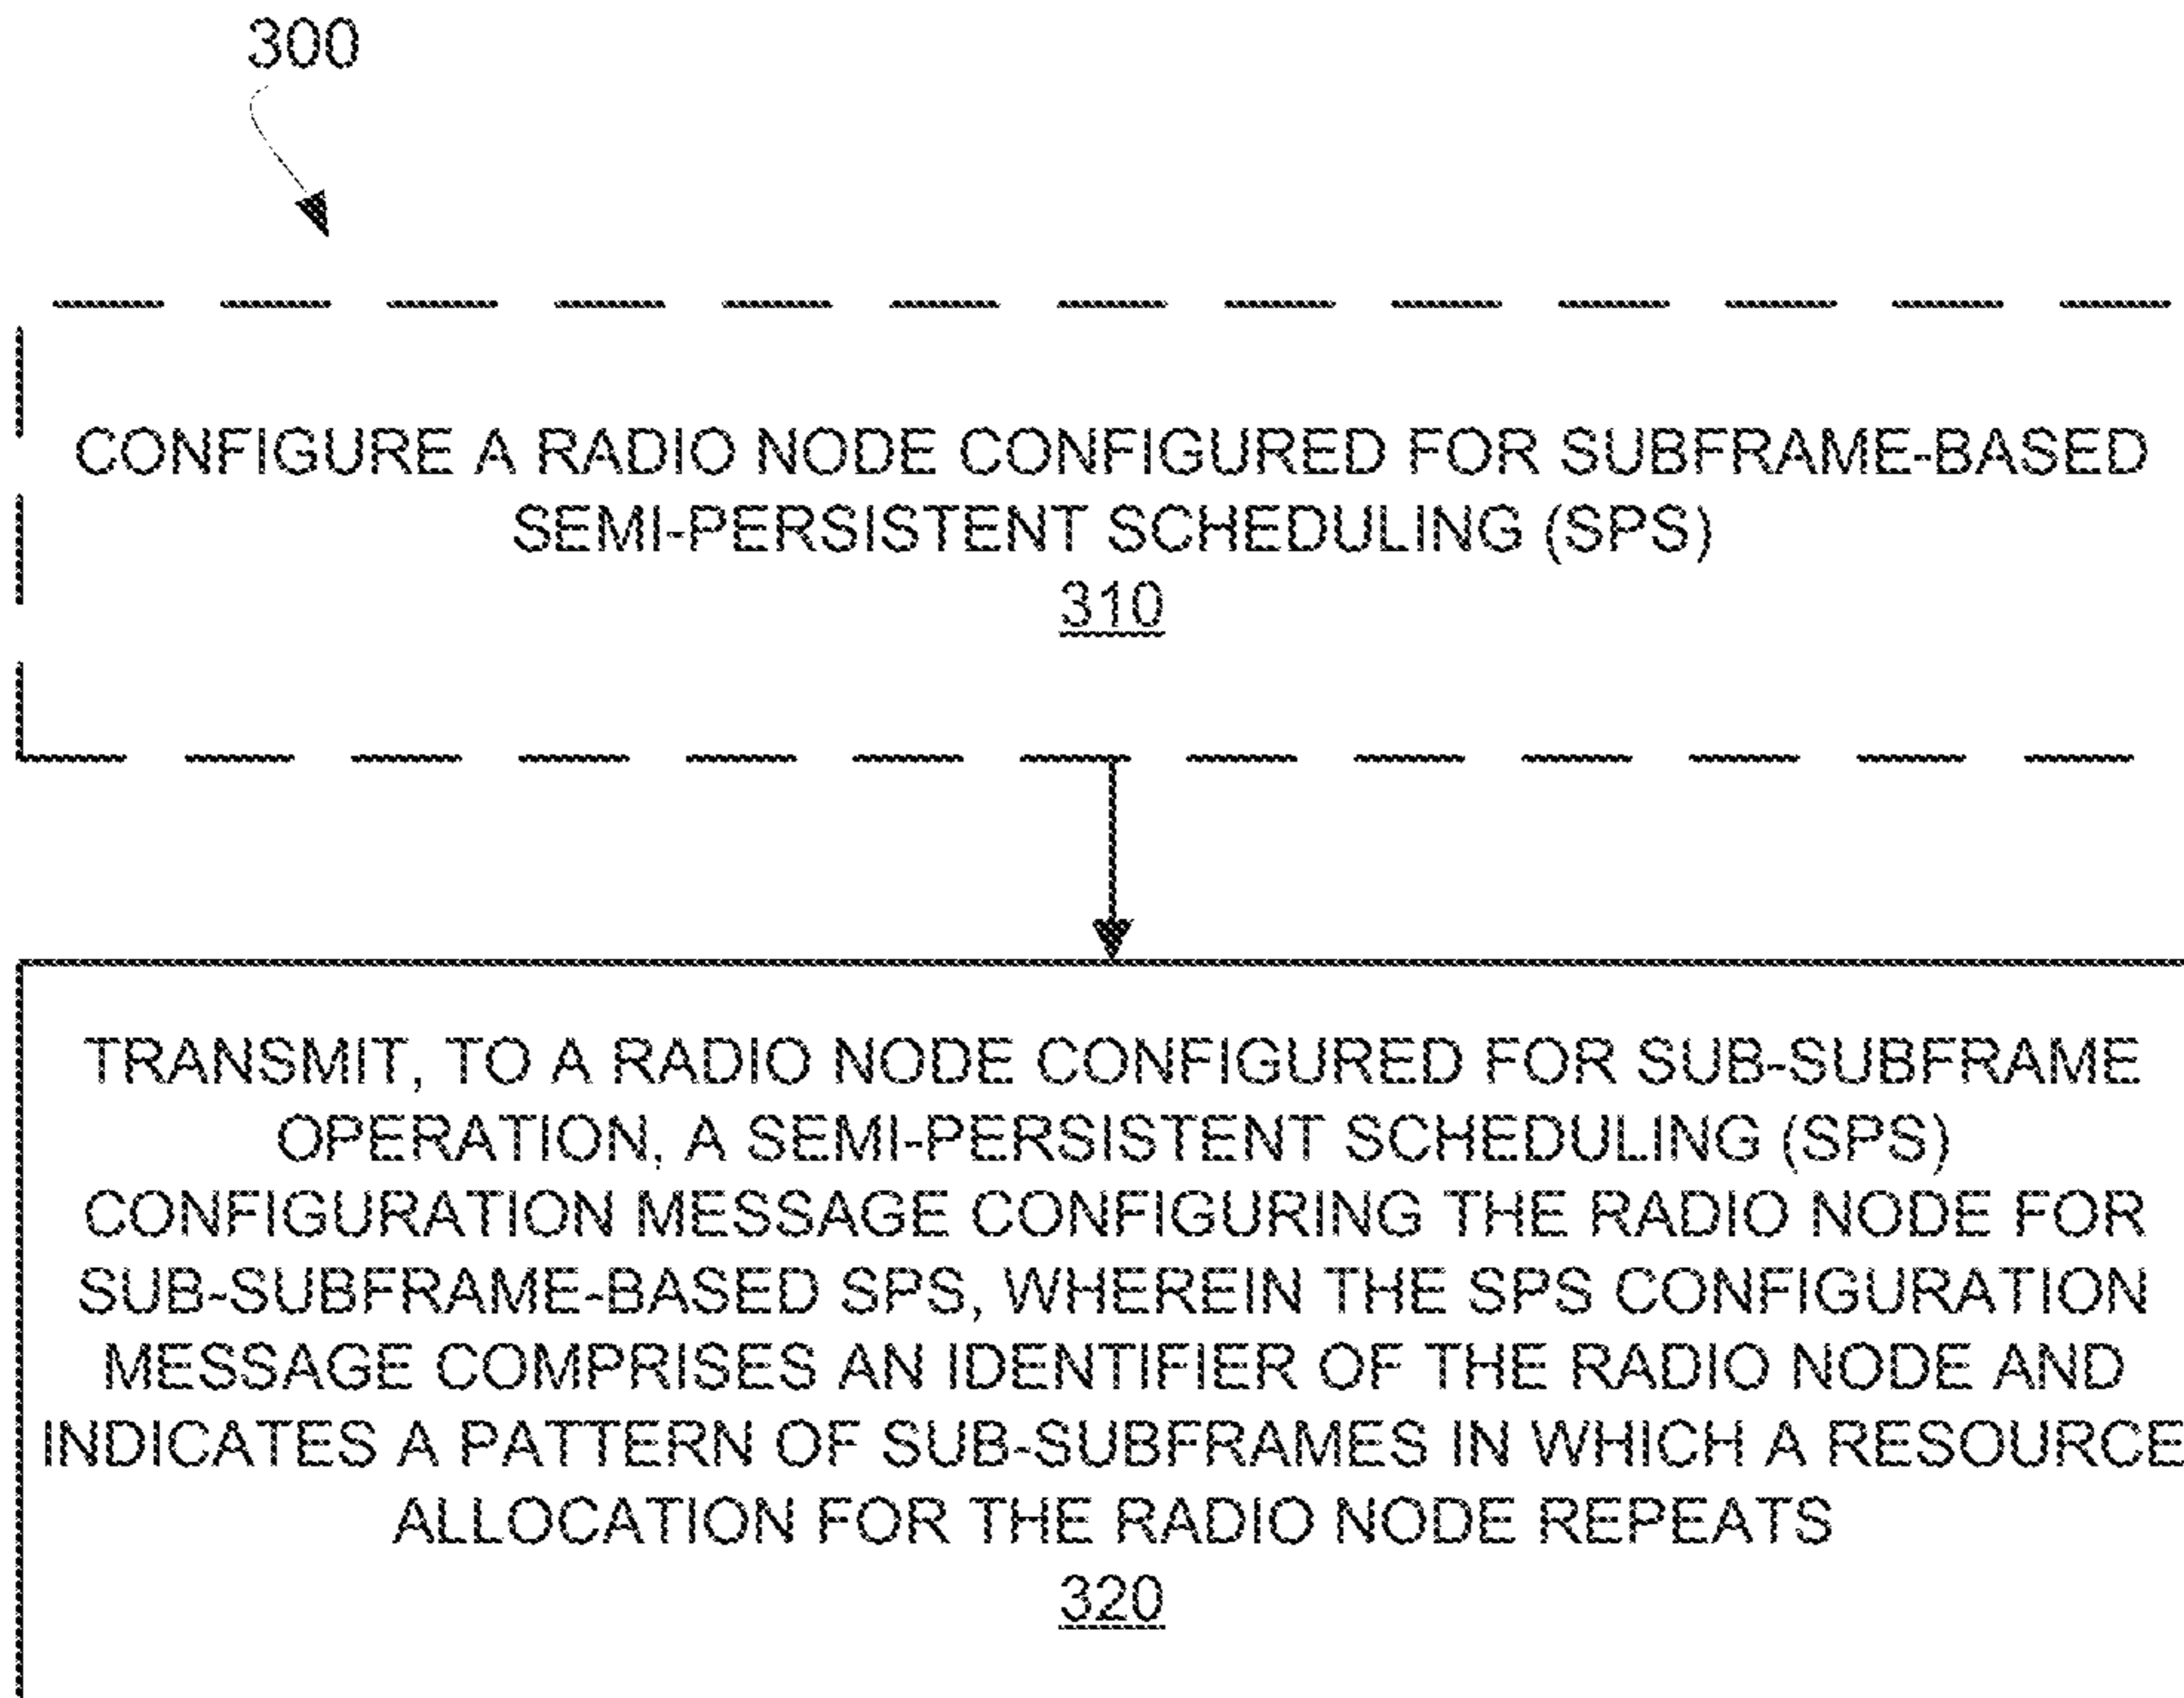 300
CONFIGURE A RADIO NODE CONFIGURED FOR SUBFRAME-BASED
SEMI-PERSISTENT SCHEDULING (SPS)
310
TRANSMIT, TO A RADIO NODE CONFIGURED FOR SUB-SUBFRAME
OPERATION, A SEMI-PERSISTENT SCHEDULING (SPS)
CONFIGURATION MESSAGE CONFIGURING THE RADIO NODE FOR
SUB-SUBFRAME-BASED SPS, WHEREIN THE SPS CONFIGURATION
MESSAGE COMPRISES AN IDENTIFIER OF THE RADIO NODE AND
INDICATES A PATTERN OF SUB-SUBFRAMES IN WHICH A RESOURCE
ALLOCATION FOR THE RADIO NODE REPEATS
320